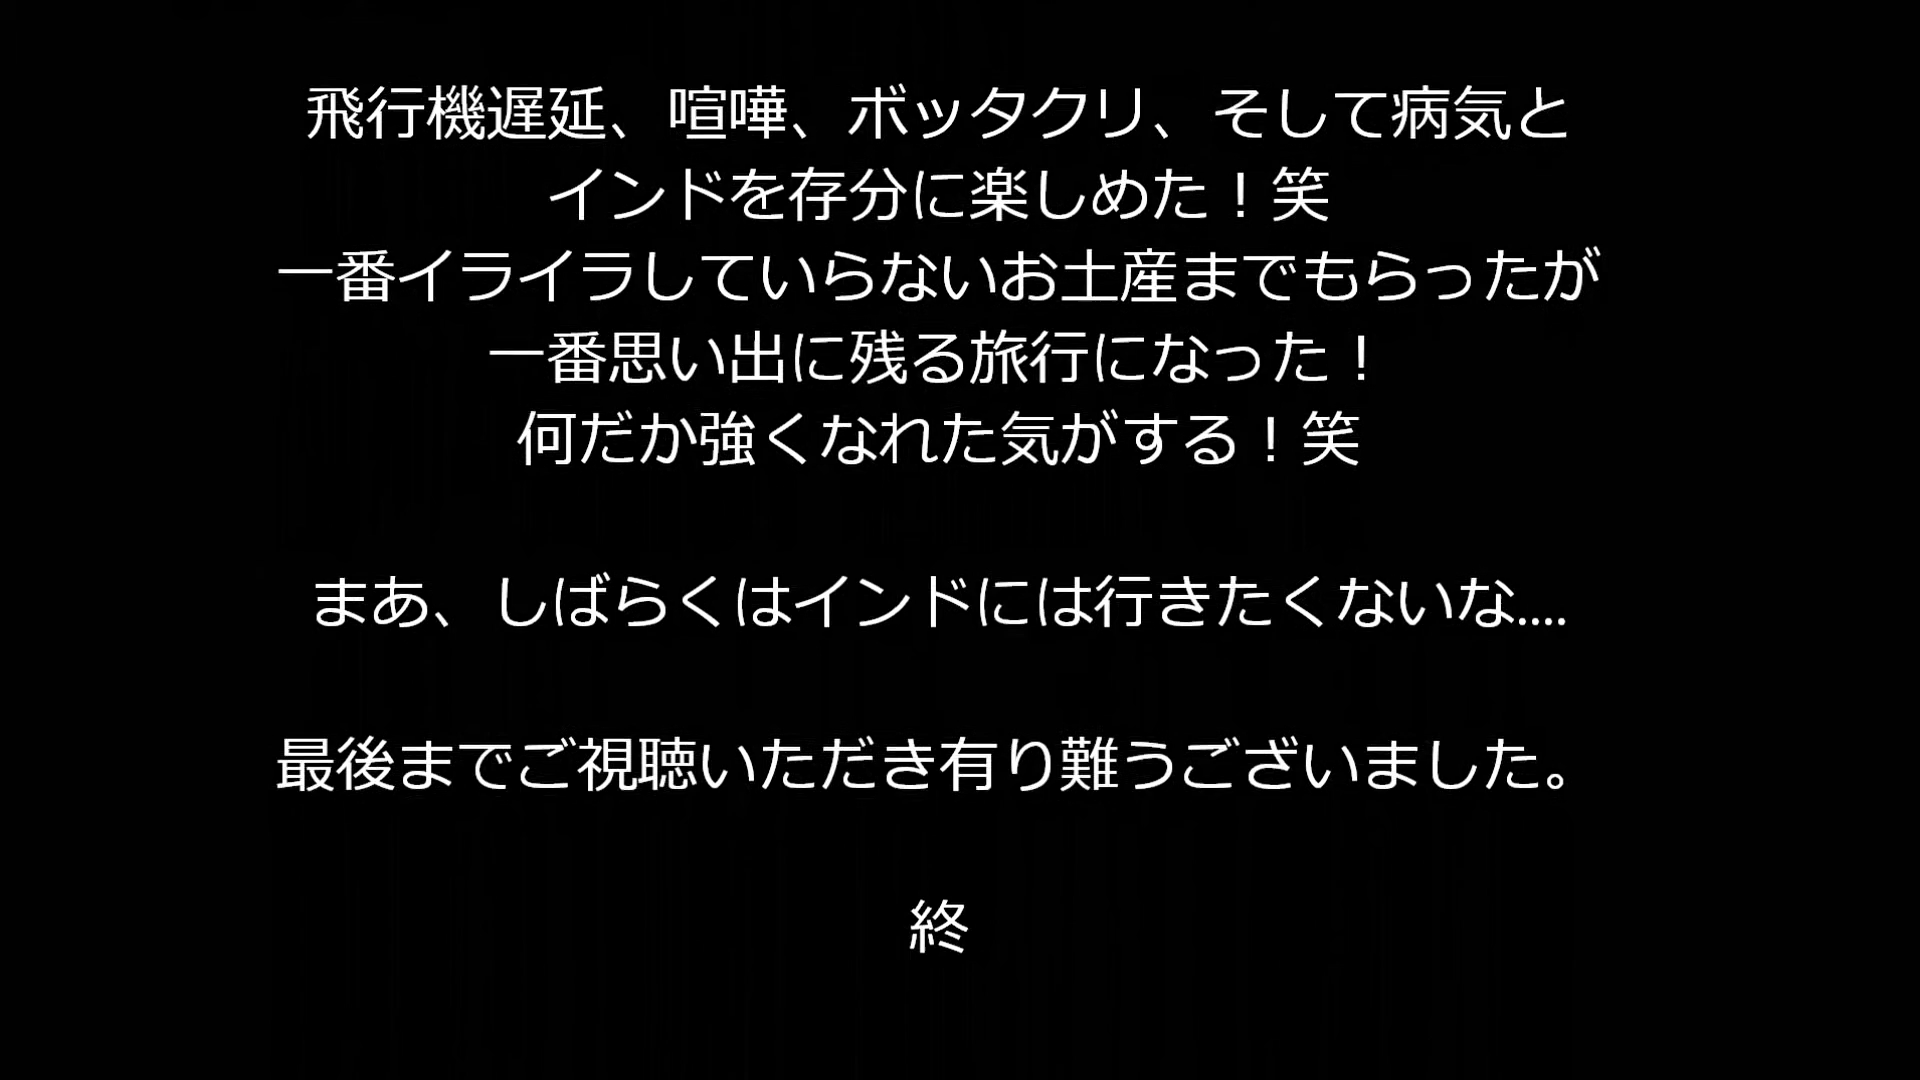 飛行機遅延、喧嘩、ボッタクリ、そして病気と
インドを存分に楽しめた！笑
一番イライラしていらないお土産までもらったが
一番思い出に残る旅行になった！
何だか強くなれた気がする！笑
まあ、しばらくはインドには行きたくないな....
最後までご視聴いただき有り難うございました。
終